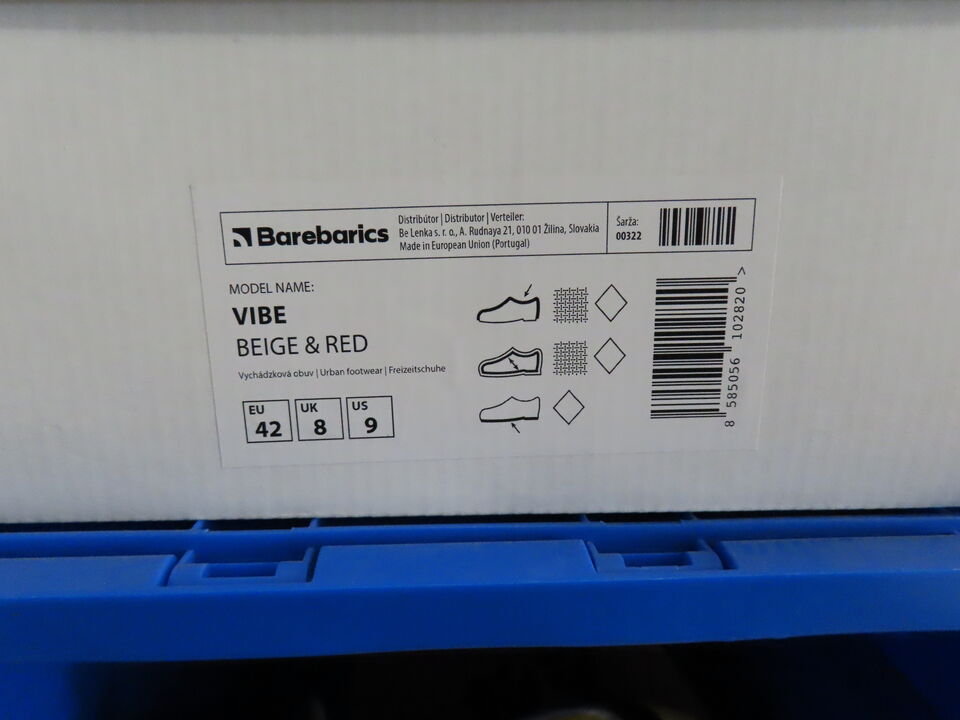 Barebarics
Distribútor | Distributor | Verteiler:
Be Lenka s. r. o., A. Rudnaya 21, 010 01 Žilina, Slovakia
Made in European Union (Portugal)
Šarža:
00322
MODEL NAME:
VIBE
BEIGE & RED
Vychádzková obuv | Urban footwear | Freizeitschuhe
EU
42
UK
8
US
9
8 585056 102820 >